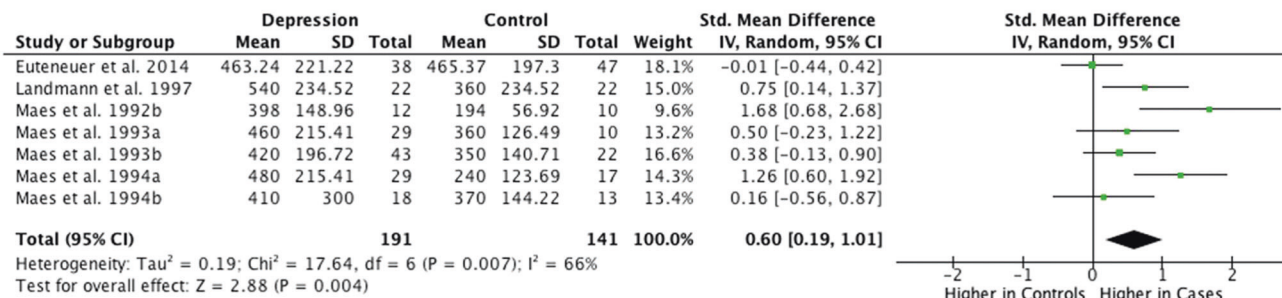 Depression Control Std. Mean Difference Std. Mean Difference
Study or Subgroup Mean SD Total Mean SD Total Weight IV, Random, 95% CI IV, Random, 95% CI
Euteneuer et al. 2014 463.24 221.22 38 465.37 197.3 47 18.1% -0.01 [-0.44, 0.42]
Landmann et al. 1997 540 234.52 22 360 234.52 22 15.0% 0.75 [0.14, 1.37]
Maes et al. 1992b 398 148.96 12 194 56.92 10 9.6% 1.68 [0.68, 2.68]
Maes et al. 1993a 460 215.41 29 360 126.49 10 13.2% 0.50 [-0.23, 1.22]
Maes et al. 1993b 420 196.72 43 350 140.71 22 16.6% 0.38 [-0.13, 0.90]
Maes et al. 1994a 480 215.41 29 240 123.69 17 14.3% 1.26 [0.60, 1.92]
Maes et al. 1994b 410 300 18 370 144.22 13 13.4% 0.16 [-0.56, 0.87]
Total (95% CI) 191 141 100.0% 0.60 [0.19, 1.01]
Heterogeneity: Tau² = 0.19; Chi² = 17.64, df = 6 (P = 0.007); I² = 66%
Test for overall effect: Z = 2.88 (P = 0.004)
-2 -1 0 1 2
Higher in Controls Higher in Cases